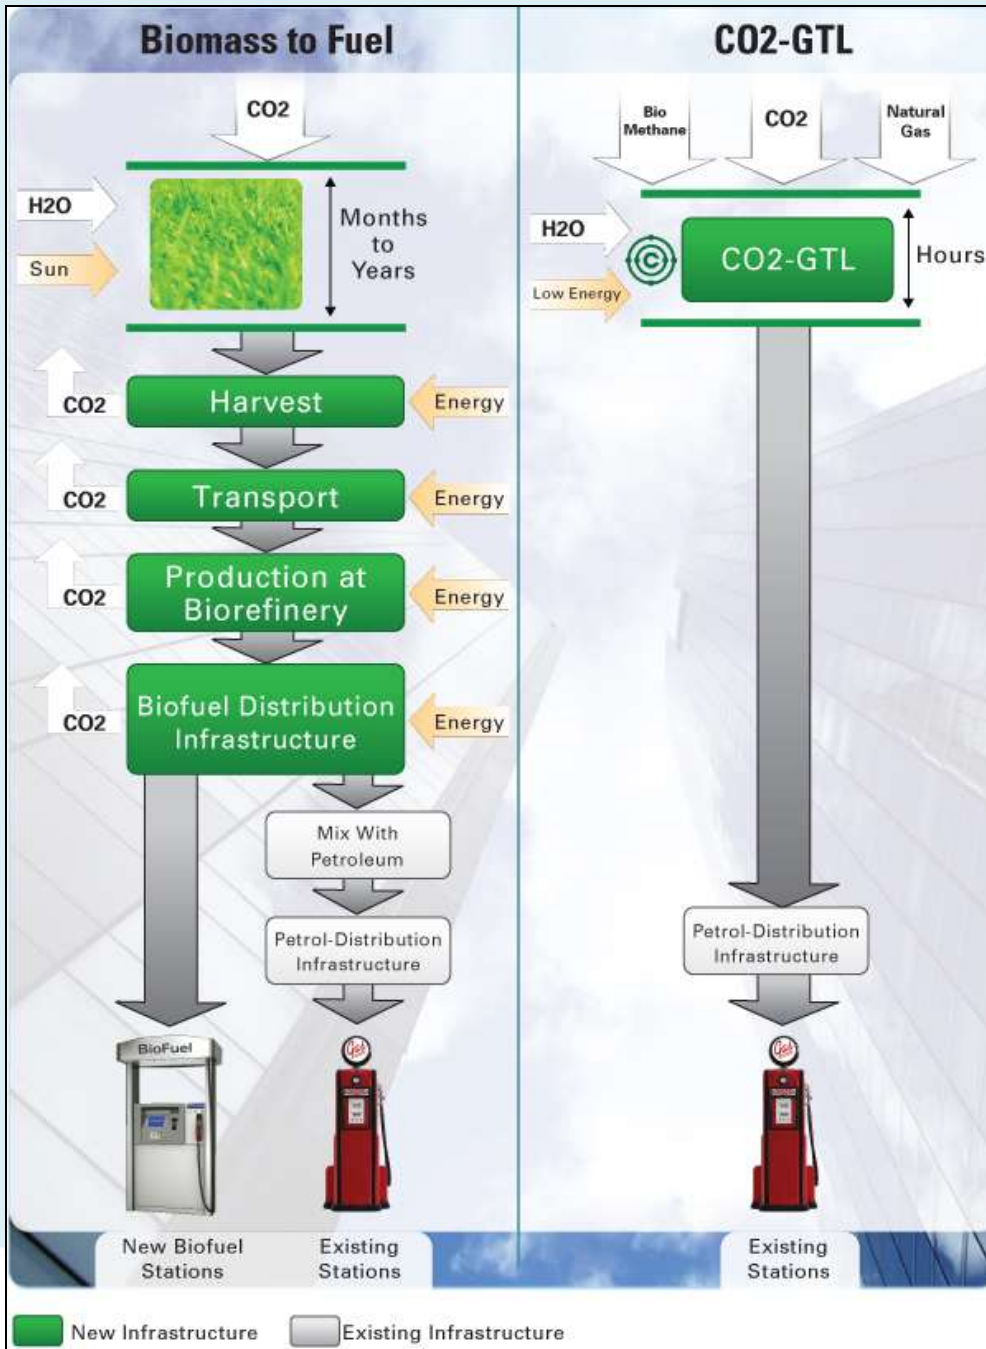 Biomass to Fuel
CO2
H2O
Sun
Months
to
Years
CO2
Harvest
Energy
CO2
Transport
Energy
CO2
Production at
Biorefinery
Energy
CO2
Biofuel Distribution
Infrastructure
Energy
Mix With
Petroleum
Petrol-Distribution
Infrastructure
BioFuel
Gas
New Biofuel
Stations
Existing
Stations
CO2-GTL
Bio
Methane
CO2
Natural
Gas
H2O
Low Energy
C
CO2-GTL
Hours
Petrol-Distribution
Infrastructure
Gas
Existing
Stations
New Infrastructure
Existing Infrastructure